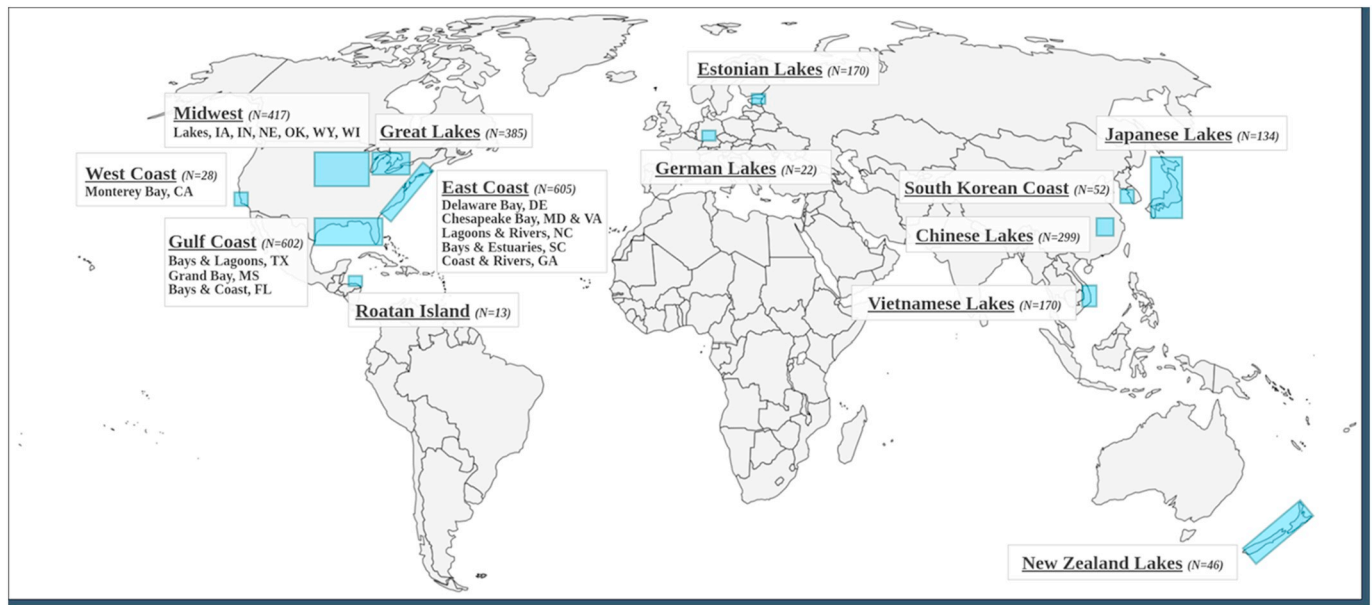 Estonian Lakes (N=170)
Midwest (N=417)
Lakes, IA, IN, NE, OK, WY, WI
Great Lakes (N=385)
Japanese Lakes (N=134)
West Coast (N=28)
Monterey Bay, CA
German Lakes (N=22)
East Coast (N=605)
Delaware Bay, DE
Chesapeake Bay, MD & VA
Lagoons & Rivers, NC
Bays & Estuaries, SC
Coast & Rivers, GA
South Korean Coast (N=52)
Gulf Coast (N=602)
Bays & Lagoons, TX
Grand Bay, MS
Bays & Coast, FL
Chinese Lakes (N=299)
Roatan Island (N=13)
Vietnamese Lakes (N=170)
New Zealand Lakes (N=46)